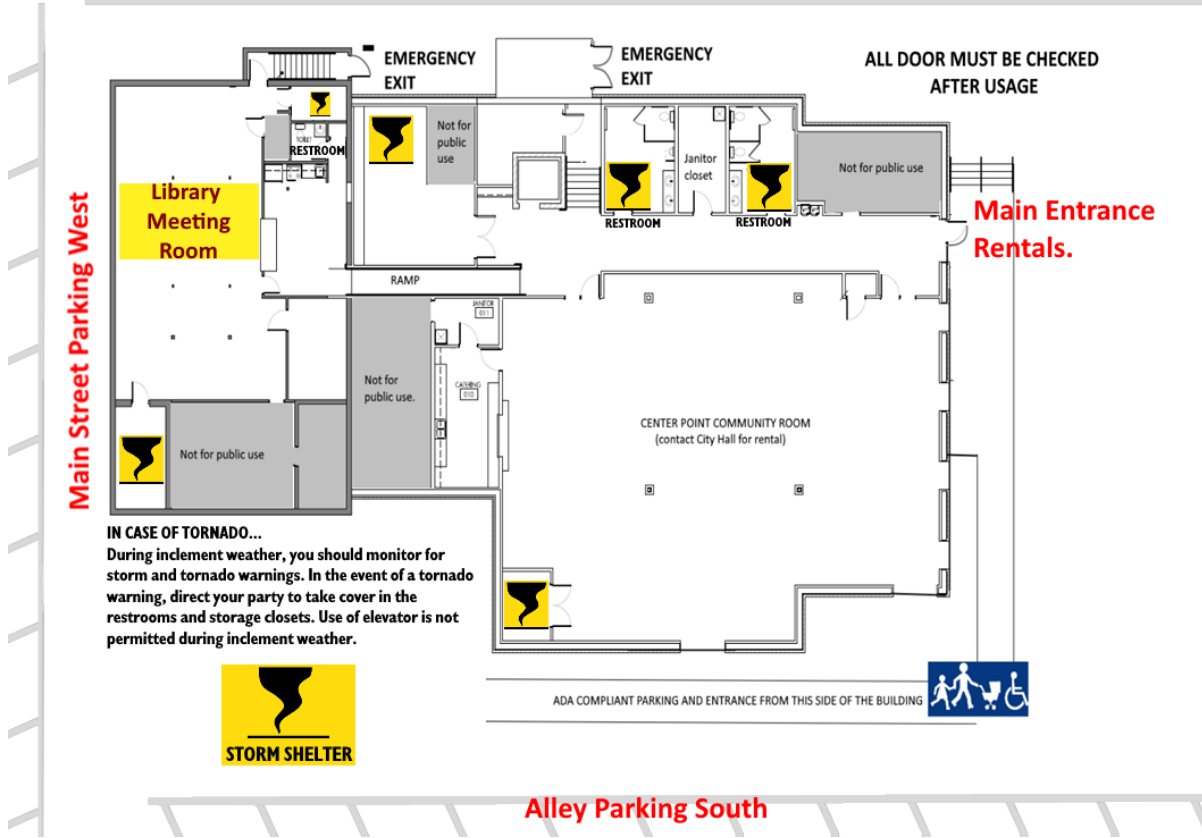 EMERGENCY
EXIT
EMERGENCY
EXIT
ALL DOOR MUST BE CHECKED
AFTER USAGE
Not for
public
use
TOILET
RESTROOM
Janitor
closet
Not for public use
Library
Meeting
Room
RESTROOM
RESTROOM
Main Entrance
Rentals.
Main Street Parking West
RAMP
JANITOR
011
Not for
public use.
010
CENTER POINT COMMUNITY ROOM
(contact City Hall for rental)
Not for public use
IN CASE OF TORNADO...
During inclement weather, you should monitor for
storm and tornado warnings. In the event of a tornado
warning, direct your party to take cover in the
restrooms and storage closets. Use of elevator is not
permitted during inclement weather.
STORM SHELTER
ADA COMPLIANT PARKING AND ENTRANCE FROM THIS SIDE OF THE BUILDING
Alley Parking South